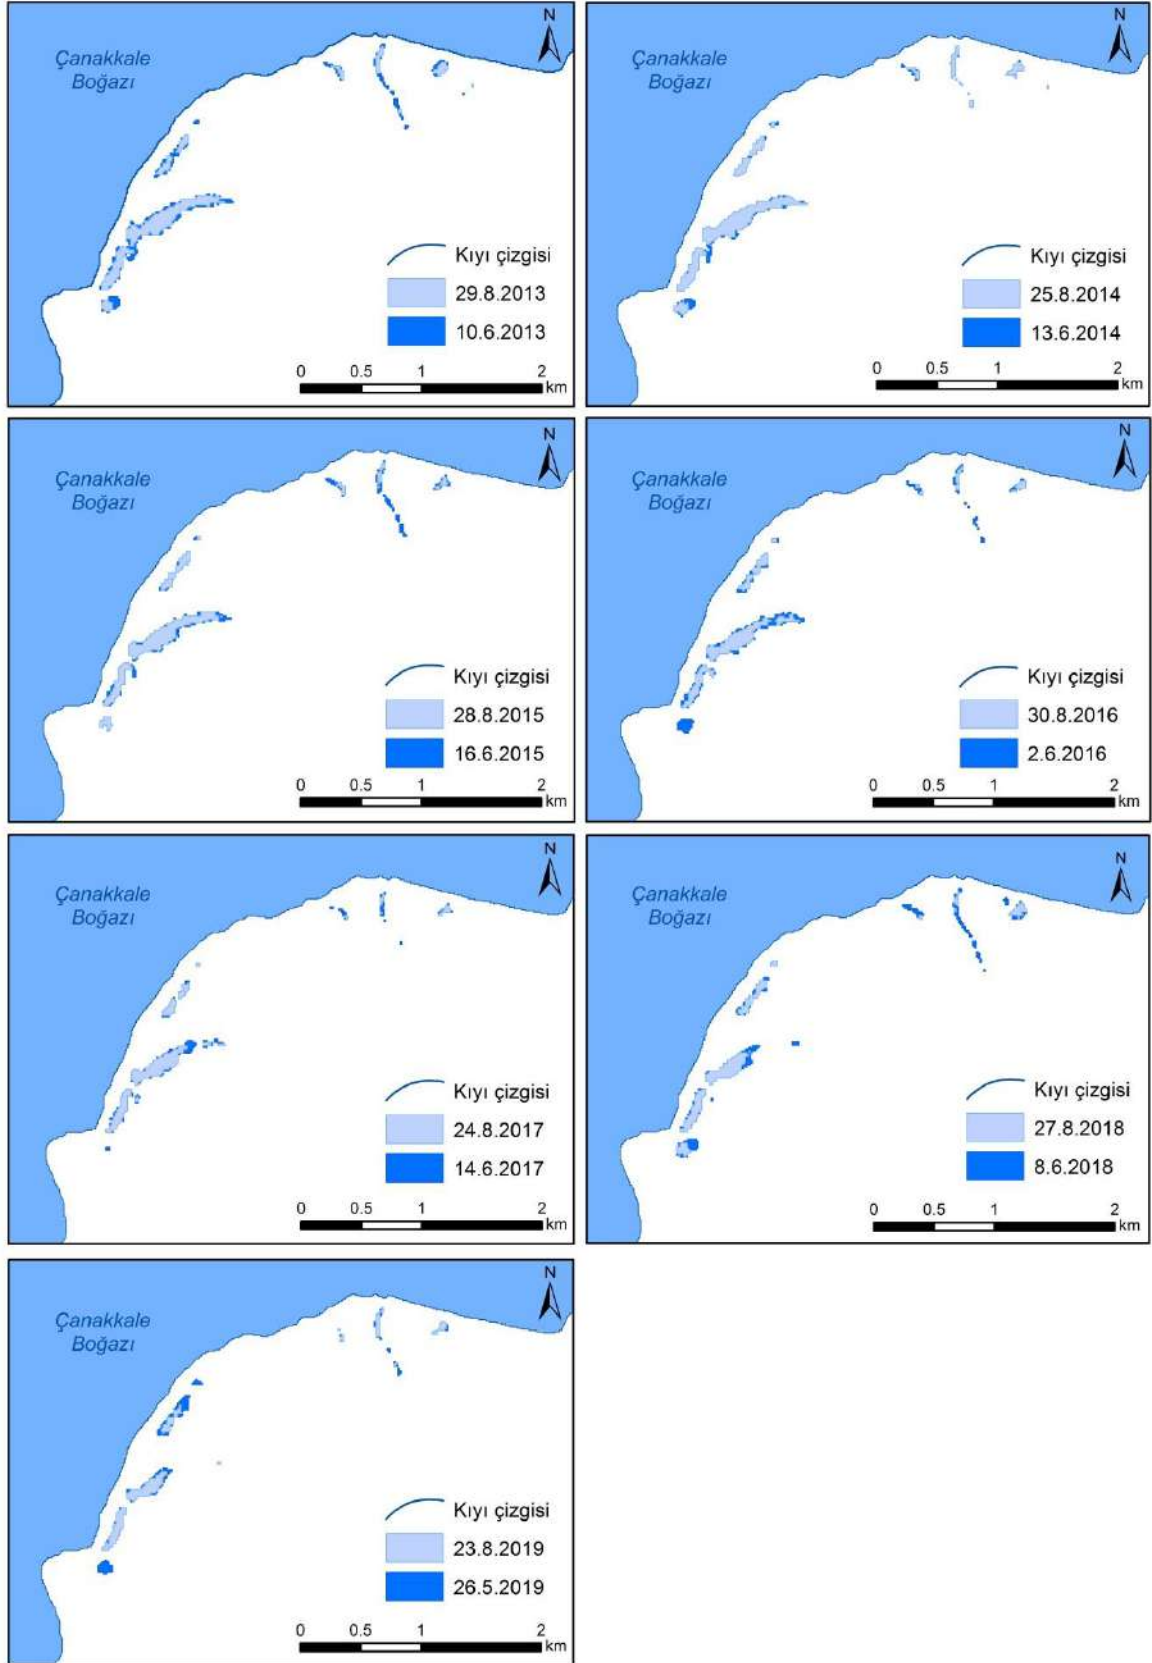 N
Çanakkale
Boğazı
Kıyı çizgisi
29.8.2013
10.6.2013
0 0.5 1 2
km
N
Çanakkale
Boğazı
Kıyı çizgisi
25.8.2014
13.6.2014
0 0.5 1 2
km
N
Çanakkale
Boğazı
Kıyı çizgisi
28.8.2015
16.6.2015
0 0.5 1 2
km
N
Çanakkale
Boğazı
Kıyı çizgisi
30.8.2016
2.6.2016
0 0.5 1 2
km
N
Çanakkale
Boğazı
Kıyı çizgisi
24.8.2017
14.6.2017
0 0.5 1 2
km
N
Çanakkale
Boğazı
Kıyı çizgisi
27.8.2018
8.6.2018
0 0.5 1 2
km
N
Çanakkale
Boğazı
Kıyı çizgisi
23.8.2019
26.5.2019
0 0.5 1 2
km